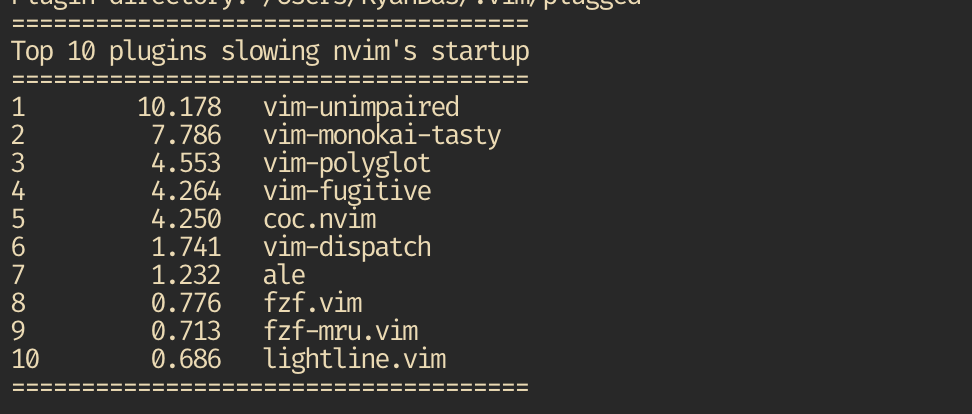 Plugin directory: /Users/RyanBas/.vim/plugged
=====================================
Top 10 plugins slowing nvim's startup
=====================================
1         10.178   vim-unimpaired
2          7.786   vim-monokai-tasty
3          4.553   vim-polyglot
4          4.264   vim-fugitive
5          4.250   coc.nvim
6          1.741   vim-dispatch
7          1.232   ale
8          0.776   fzf.vim
9          0.713   fzf-mru.vim
10         0.686   lightline.vim
=====================================